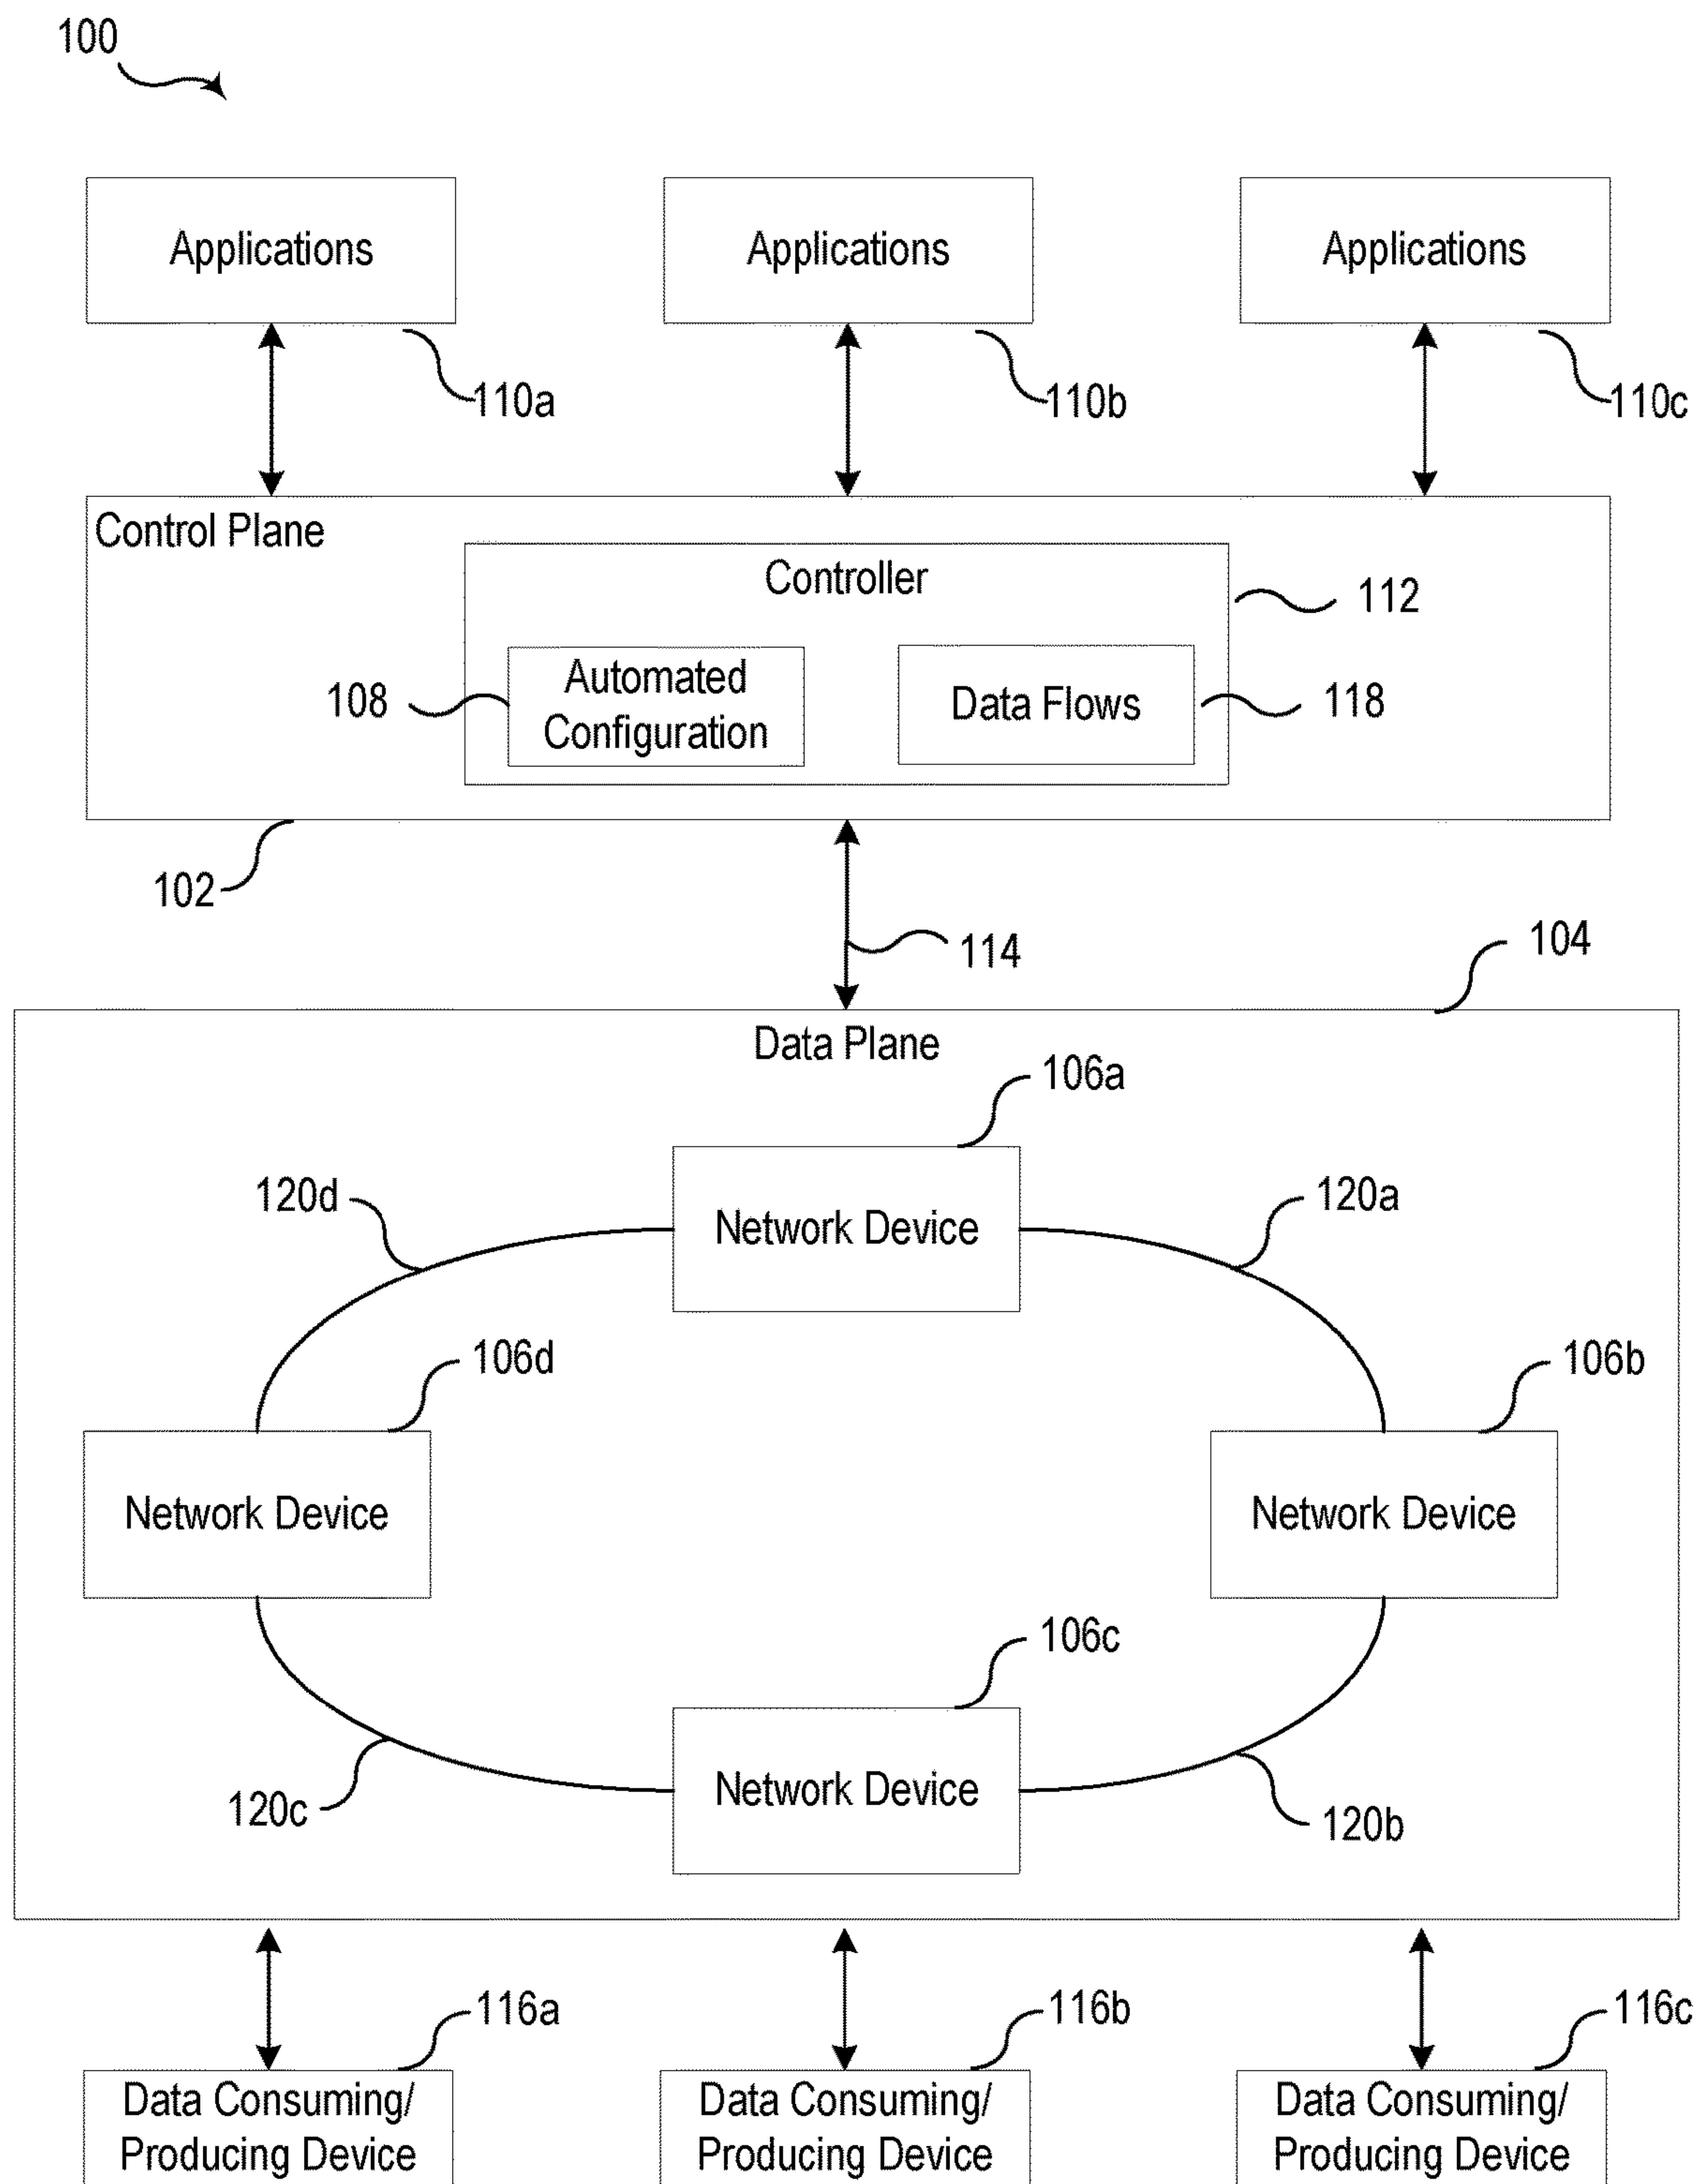 100
Applications
Applications
Applications
110a
110b
110c
Control Plane
Controller
112
Automated
Configuration
108
Data Flows
118
102
114
104
Data Plane
106a
120d
120a
Network Device
106d
106b
Network Device
Network Device
106c
120c
Network Device
120b
116a
116b
116c
Data Consuming/
Producing Device
Data Consuming/
Producing Device
Data Consuming/
Producing Device